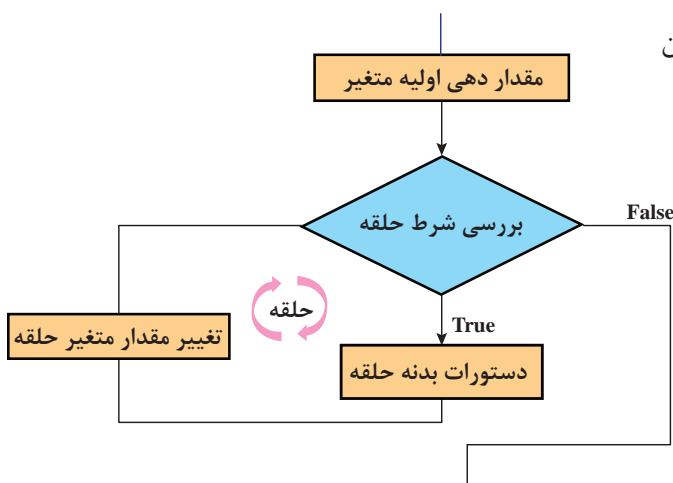 ن
مقدار دهی اولیه متغیر
بررسی شرط حلقه
False
حلقه
True
تغییر مقدار متغیر حلقه
دستورات بدنه حلقه